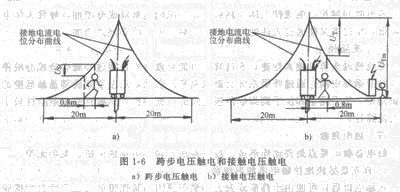 接地电流电
位分布曲线
接地电流电
位分布曲线
0.8m
20m
20m
a)
0.8m
20m
20m
b)
图 1-6 跨步电压触电和接触电压触电
a) 跨步电压触电 b) 接触电压触电